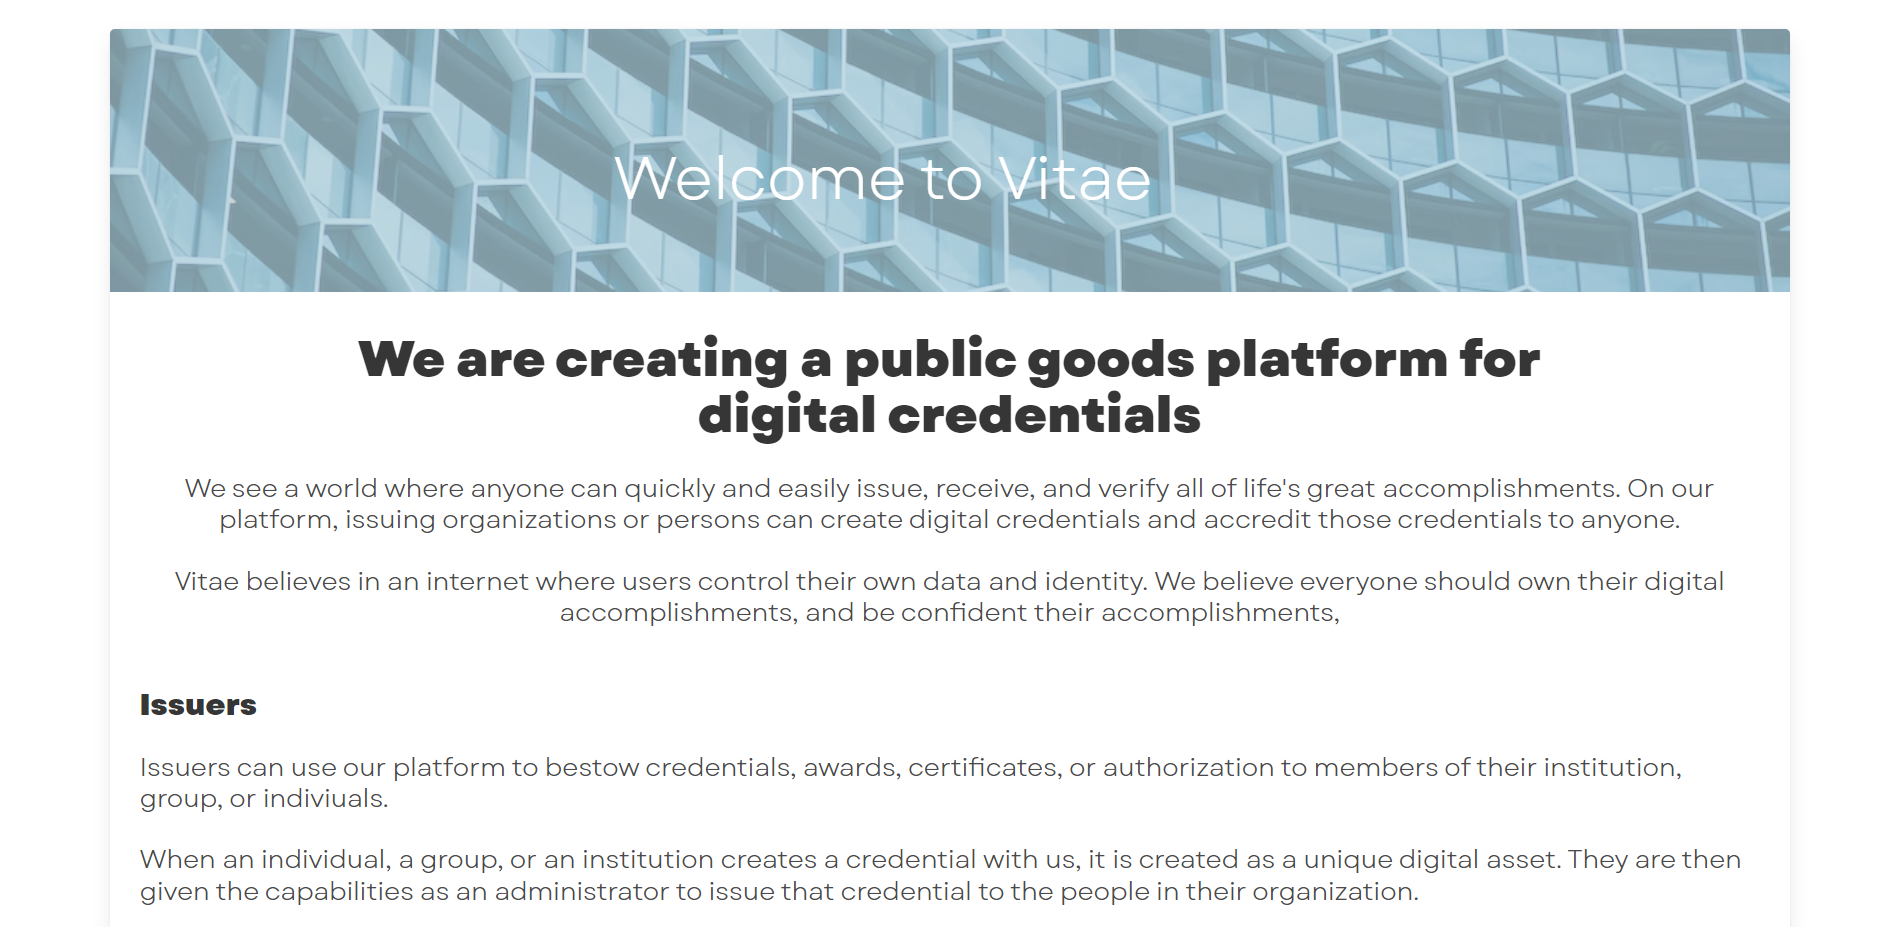 Welcome to Vitae
We are creating a public goods platform for
digital credentials
We see a world where anyone can quickly and easily issue, receive, and verify all of life's great accomplishments. On our
platform, issuing organizations or persons can create digital credentials and accredit those credentials to anyone.
Vitae believes in an internet where users control their own data and identity. We believe everyone should own their digital
accomplishments, and be confident their accomplishments,
Issuers
Issuers can use our platform to bestow credentials, awards, certificates, or authorization to members of their institution,
group, or indiviuals.
When an individual, a group, or an institution creates a credential with us, it is created as a unique digital asset. They are then
given the capabilities as an administrator to issue that credential to the people in their organization.